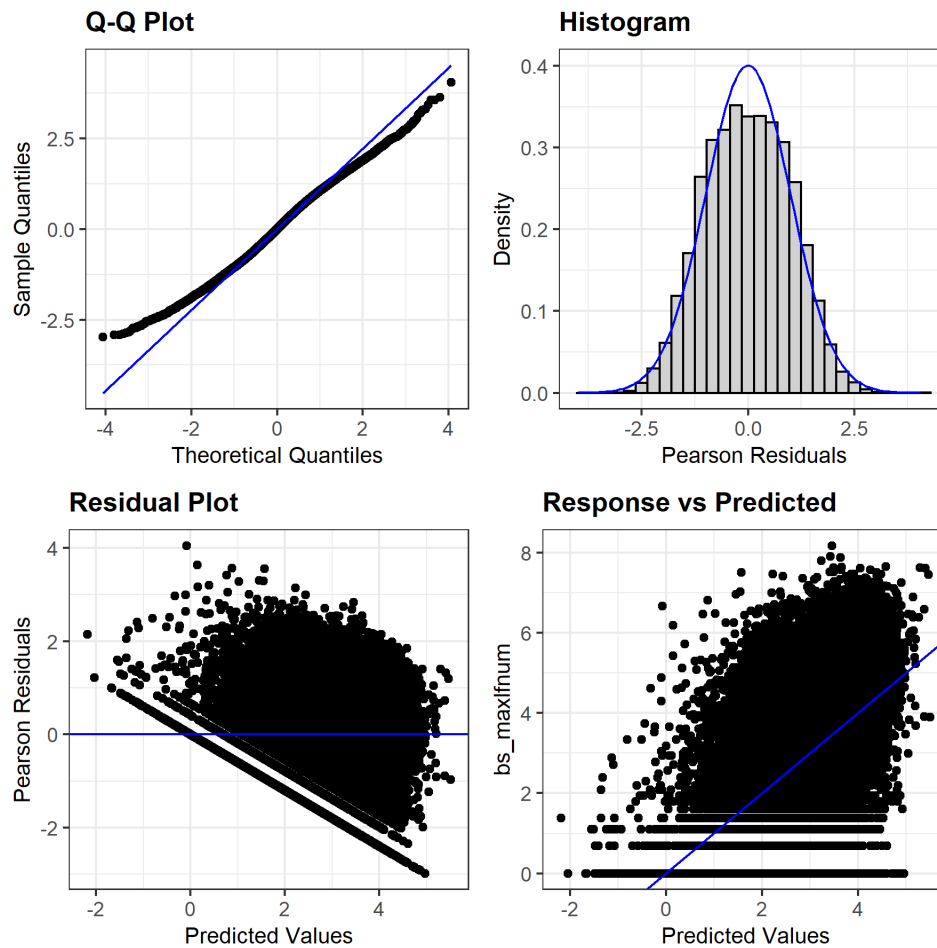 Q-Q Plot
Sample Quantiles
2.5
0.0
-2.5
-4
-2
0
2
4
Theoretical Quantiles
Histogram
Density
0.4
0.3
0.2
0.1
0.0
-2.5
0.0
2.5
Pearson Residuals
Residual Plot
Pearson Residuals
4
2
0
-2
-2
0
2
4
Predicted Values
Response vs Predicted
bs_maxlfnum
8
6
4
2
0
-2
0
2
4
Predicted Values